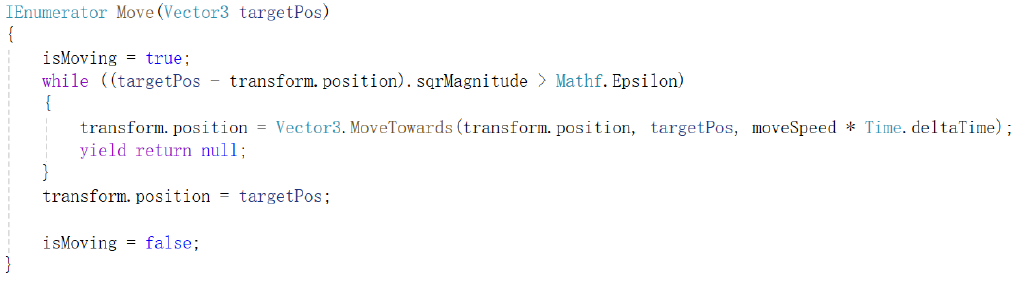 IEnumerator Move(Vector3 targetPos)
{
isMoving = true;
while ((targetPos - transform.position).sqrMagnitude > Mathf.Epsilon)
{
transform.position = Vector3.MoveTowards(transform.position, targetPos, moveSpeed * Time.deltaTime);
yield return null;
}
transform.position = targetPos;
isMoving = false;
}